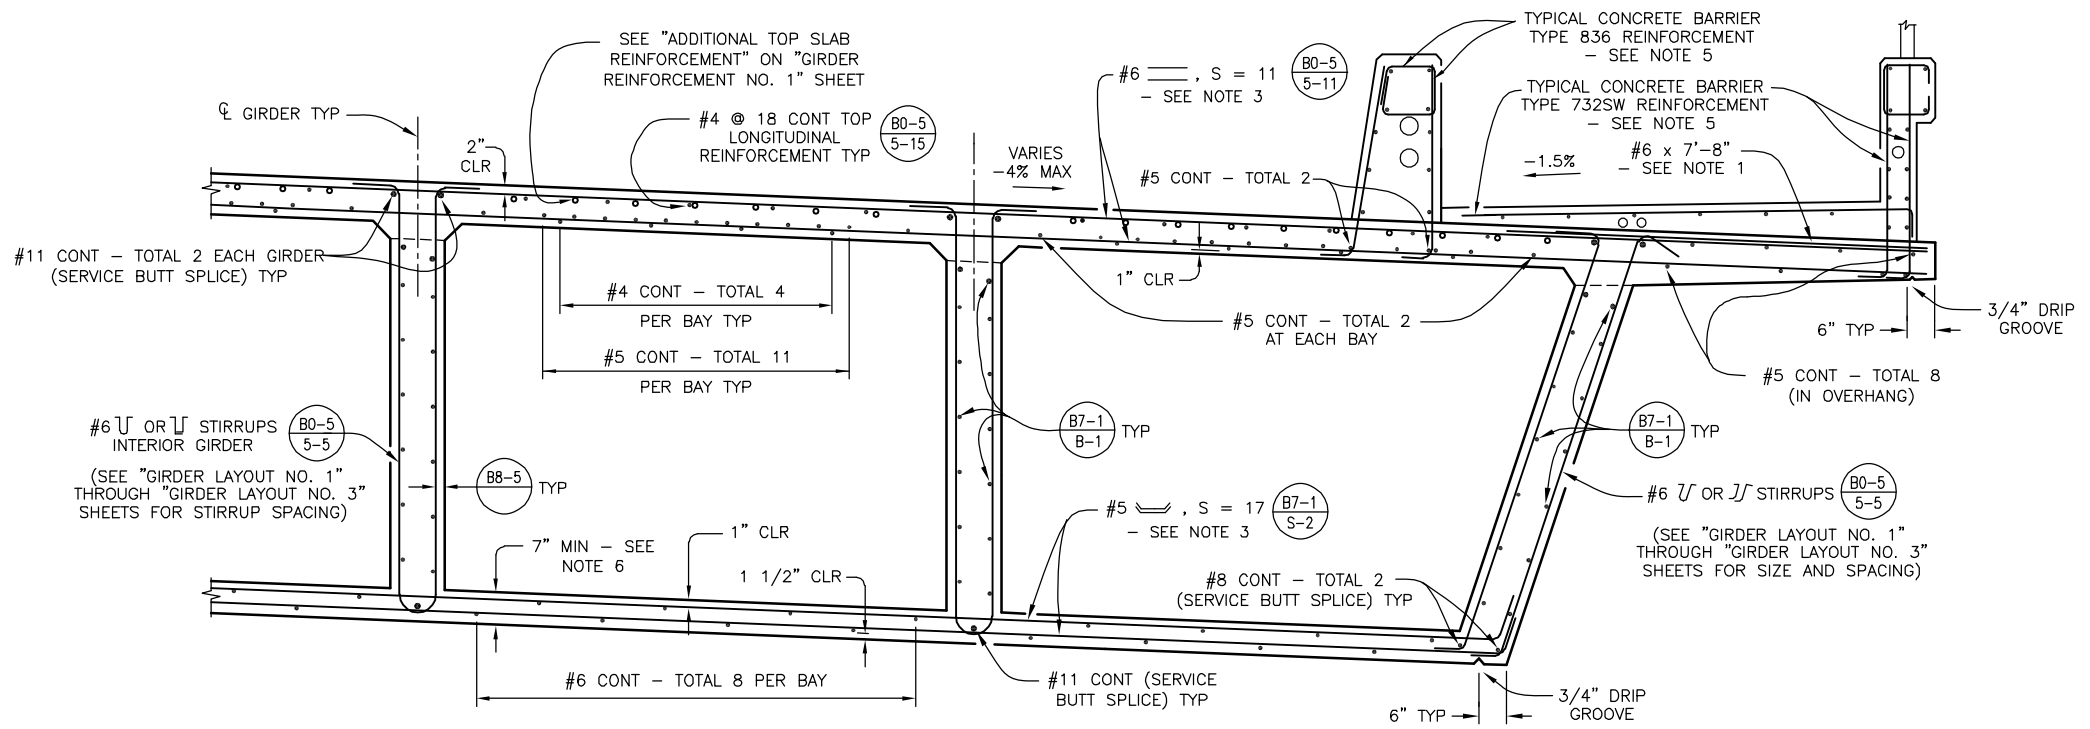 SEE "ADDITIONAL TOP SLAB
REINFORCEMENT" ON "GIRDER
REINFORCEMENT NO. 1" SHEET
℄ GIRDER TYP
2"
CLR
#4 @ 18 CONT TOP
LONGITUDINAL
REINFORCEMENT TYP
B0-5
5-15
VARIES
-4% MAX
#6 , S = 11
- SEE NOTE 3
B0-5
5-11
TYPICAL CONCRETE BARRIER
TYPE 836 REINFORCEMENT
- SEE NOTE 5
TYPICAL CONCRETE BARRIER
TYPE 732SW REINFORCEMENT
- SEE NOTE 5
-1.5%
#6 x 7'-8"
- SEE NOTE 1
#5 CONT - TOTAL 2
#11 CONT - TOTAL 2 EACH GIRDER
(SERVICE BUTT SPLICE) TYP
#4 CONT - TOTAL 4
PER BAY TYP
#5 CONT - TOTAL 11
PER BAY TYP
1" CLR
#5 CONT - TOTAL 2
AT EACH BAY
3/4" DRIP
GROOVE
6" TYP
#5 CONT - TOTAL 8
(IN OVERHANG)
#6 OR STIRRUPS
INTERIOR GIRDER
B0-5
5-5
(SEE "GIRDER LAYOUT NO. 1"
THROUGH "GIRDER LAYOUT NO. 3"
SHEETS FOR STIRRUP SPACING)
B8-5
TYP
B7-1
B-1
TYP
B7-1
B-1
TYP
#6 OR STIRRUPS
B0-5
5-5
(SEE "GIRDER LAYOUT NO. 1"
THROUGH "GIRDER LAYOUT NO. 3"
SHEETS FOR SIZE AND SPACING)
#5 , S = 17
- SEE NOTE 3
B7-1
S-2
7" MIN - SEE
NOTE 6
1" CLR
1 1/2" CLR
#8 CONT - TOTAL 2
(SERVICE BUTT SPLICE) TYP
#6 CONT - TOTAL 8 PER BAY
#11 CONT (SERVICE
BUTT SPLICE) TYP
3/4" DRIP
GROOVE
6" TYP